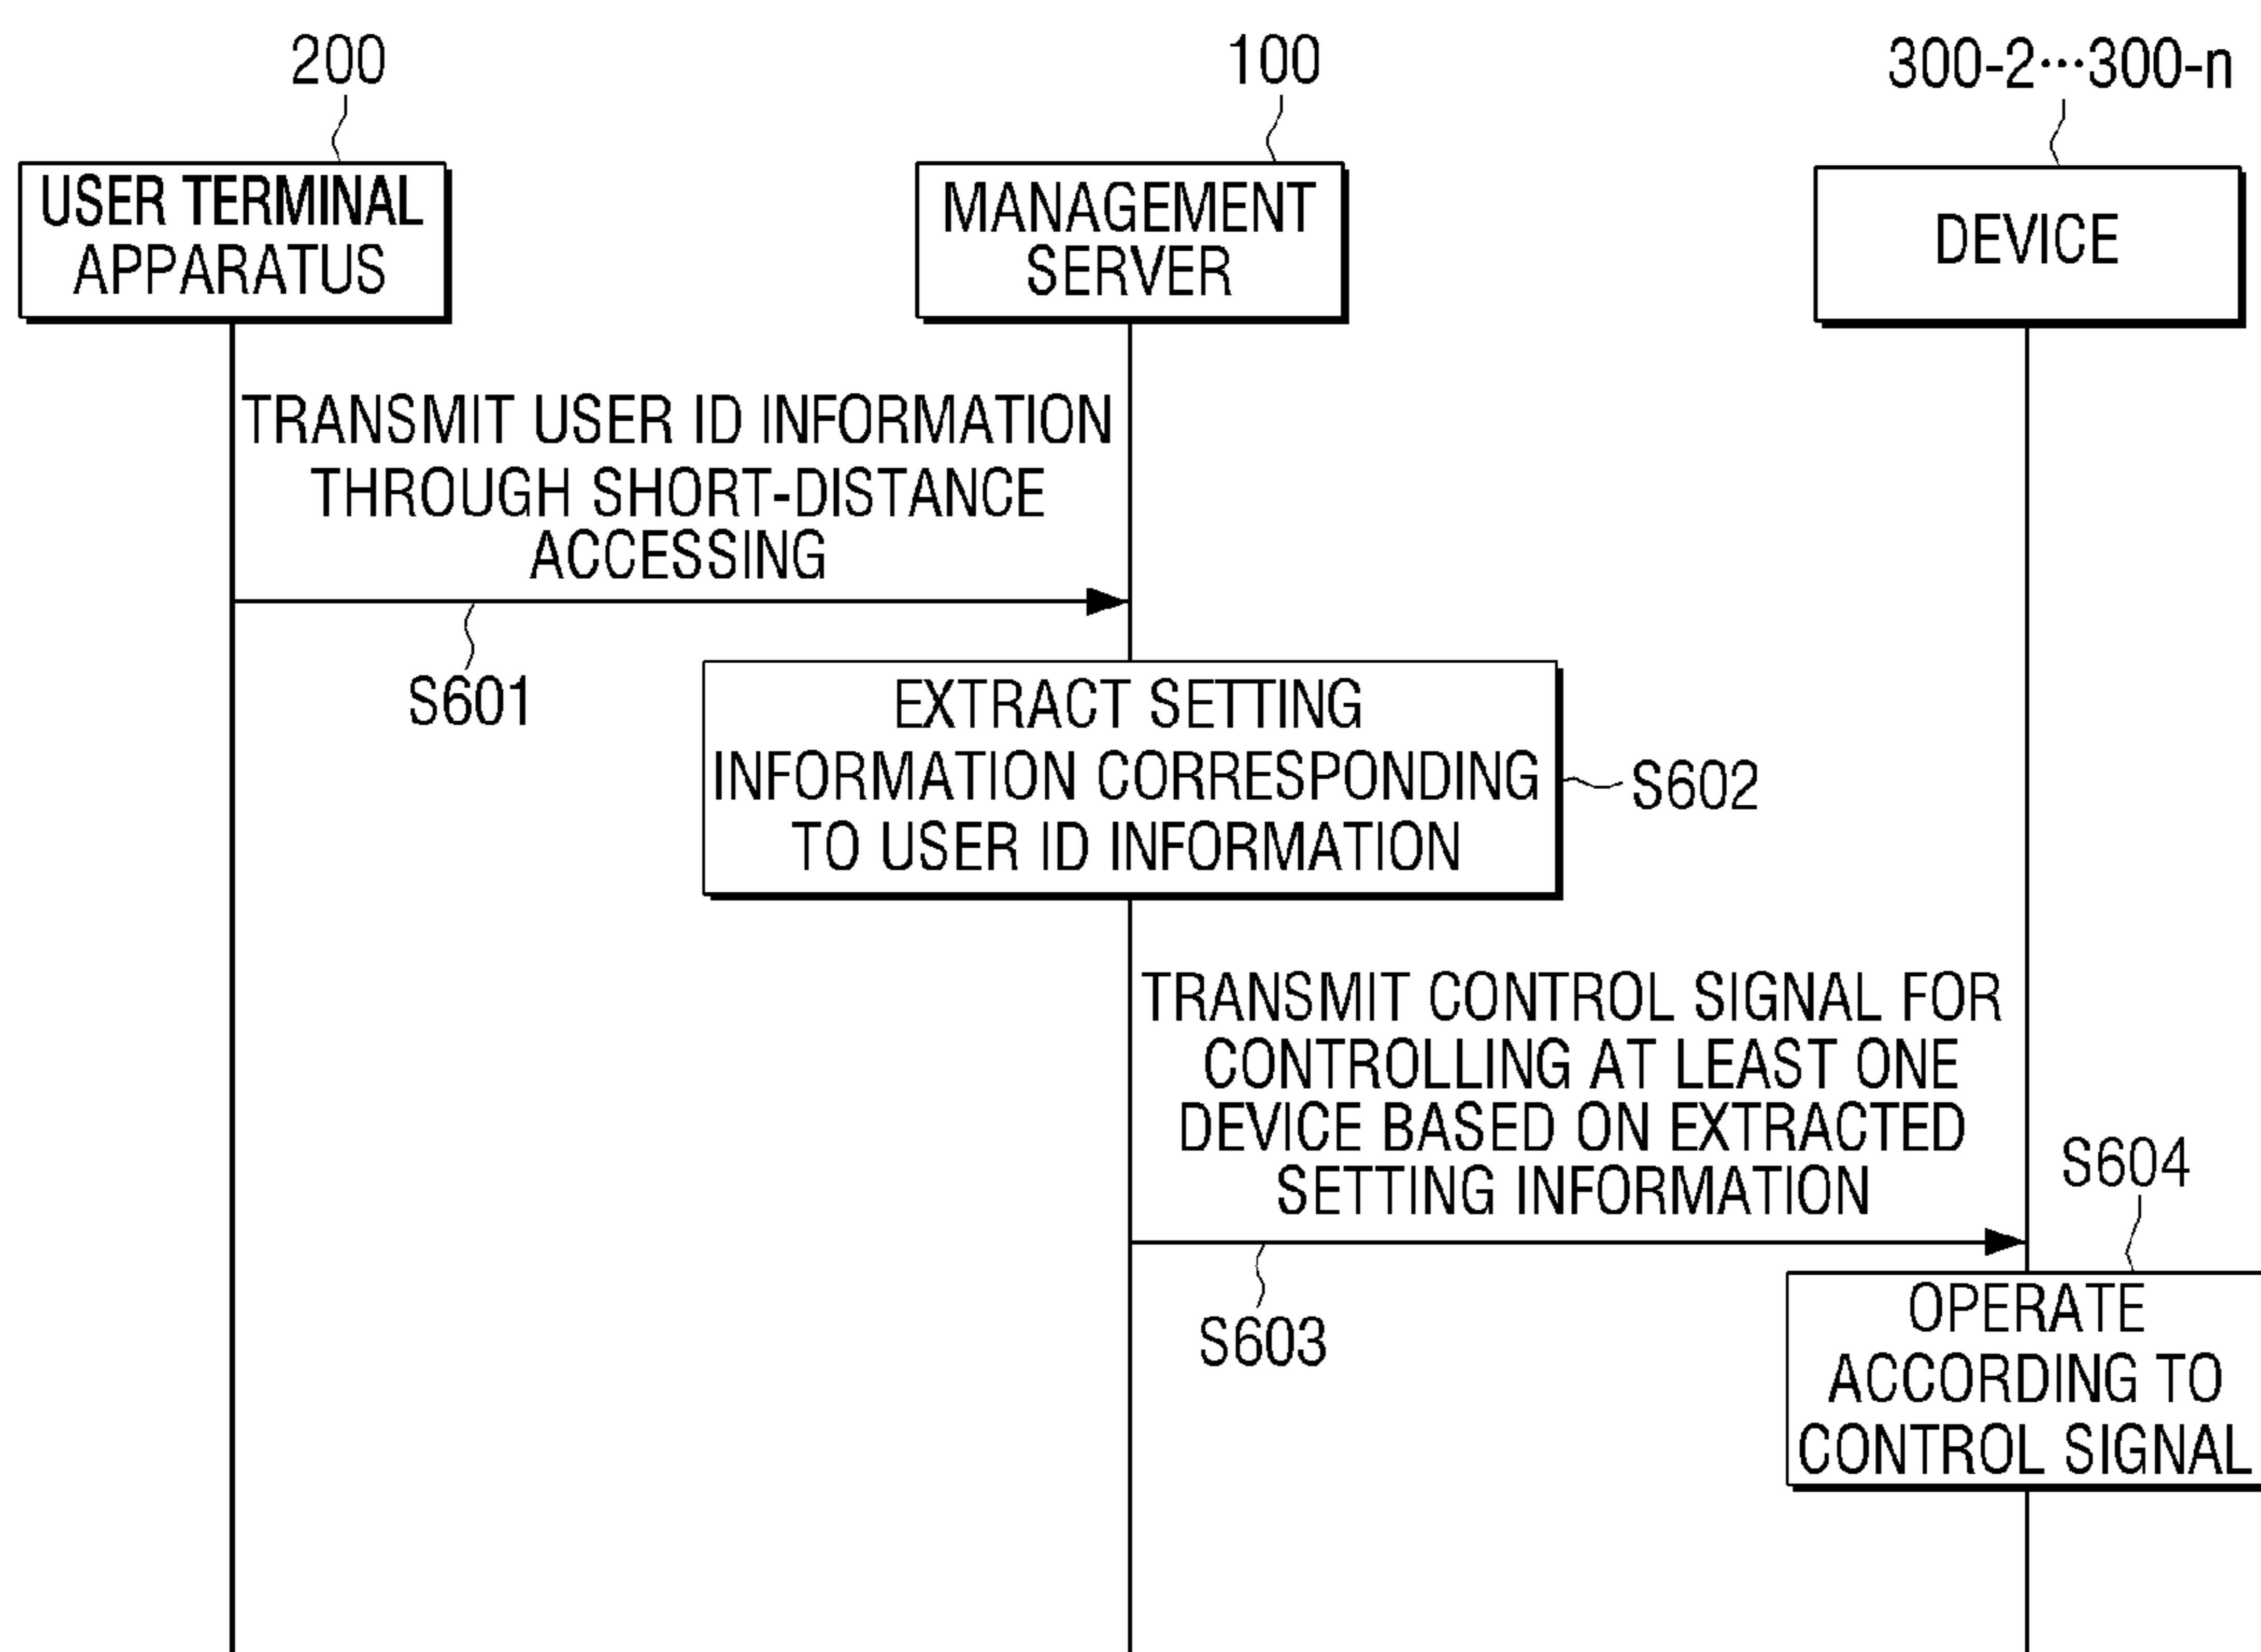 200
100
300-2···300-n
USER TERMINAL
APPARATUS
MANAGEMENT
SERVER
DEVICE
TRANSMIT USER ID INFORMATION
THROUGH SHORT-DISTANCE
ACCESSING
S601
EXTRACT SETTING
INFORMATION CORRESPONDING
TO USER ID INFORMATION
S602
TRANSMIT CONTROL SIGNAL FOR
CONTROLLING AT LEAST ONE
DEVICE BASED ON EXTRACTED
SETTING INFORMATION
S603
S604
OPERATE
ACCORDING TO
CONTROL SIGNAL